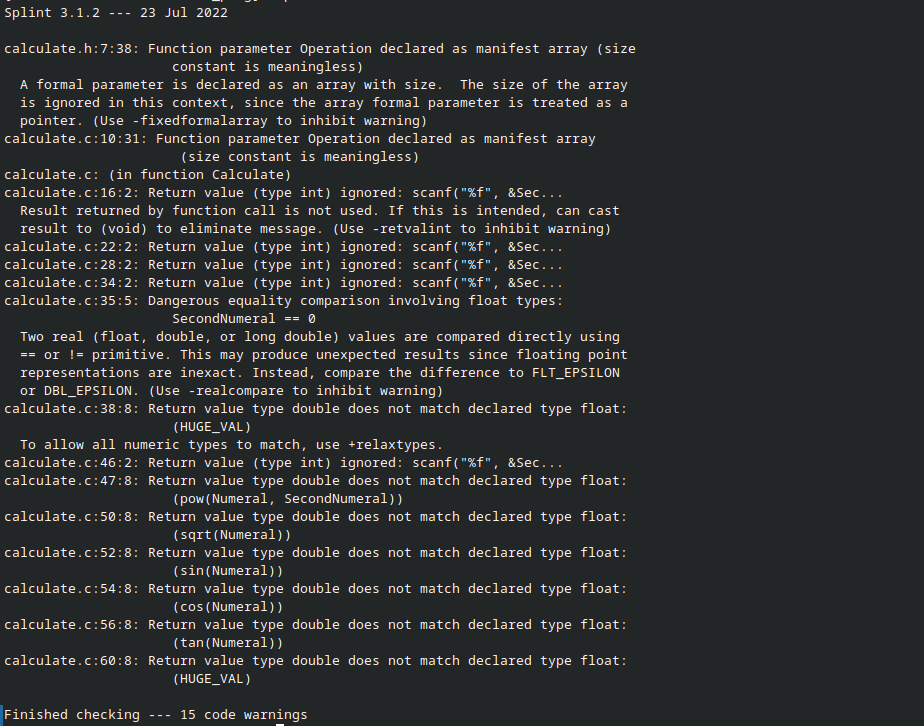 Splint 3.1.2 --- 23 Jul 2022
calculate.h:7:38: Function parameter Operation declared as manifest array (size
constant is meaningless)
A formal parameter is declared as an array with size.  The size of the array
is ignored in this context, since the array formal parameter is treated as a
pointer. (Use -fixedformalarray to inhibit warning)
calculate.c:10:31: Function parameter Operation declared as manifest array
(size constant is meaningless)
calculate.c: (in function Calculate)
calculate.c:16:2: Return value (type int) ignored: scanf("%f", &Sec...
Result returned by function call is not used. If this is intended, can cast
result to (void) to eliminate message. (Use -retvalint to inhibit warning)
calculate.c:22:2: Return value (type int) ignored: scanf("%f", &Sec...
calculate.c:28:2: Return value (type int) ignored: scanf("%f", &Sec...
calculate.c:34:2: Return value (type int) ignored: scanf("%f", &Sec...
calculate.c:35:5: Dangerous equality comparison involving float types:
SecondNumeral == 0
Two real (float, double, or long double) values are compared directly using
== or != primitive. This may produce unexpected results since floating point
representations are inexact. Instead, compare the difference to FLT_EPSILON
or DBL_EPSILON. (Use -realcompare to inhibit warning)
calculate.c:38:8: Return value type double does not match declared type float:
(HUGE_VAL)
To allow all numeric types to match, use +relaxtypes.
calculate.c:46:2: Return value (type int) ignored: scanf("%f", &Sec...
calculate.c:47:8: Return value type double does not match declared type float:
(pow(Numeral, SecondNumeral))
calculate.c:50:8: Return value type double does not match declared type float:
(sqrt(Numeral))
calculate.c:52:8: Return value type double does not match declared type float:
(sin(Numeral))
calculate.c:54:8: Return value type double does not match declared type float:
(cos(Numeral))
calculate.c:56:8: Return value type double does not match declared type float:
(tan(Numeral))
calculate.c:60:8: Return value type double does not match declared type float:
(HUGE_VAL)
Finished checking --- 15 code warnings